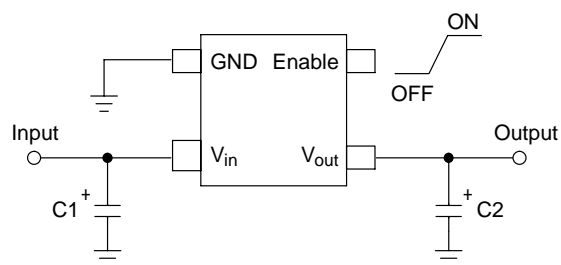 ON
GND Enable
OFF
Input
Output
Vin
Vout
C1
+
+
C2